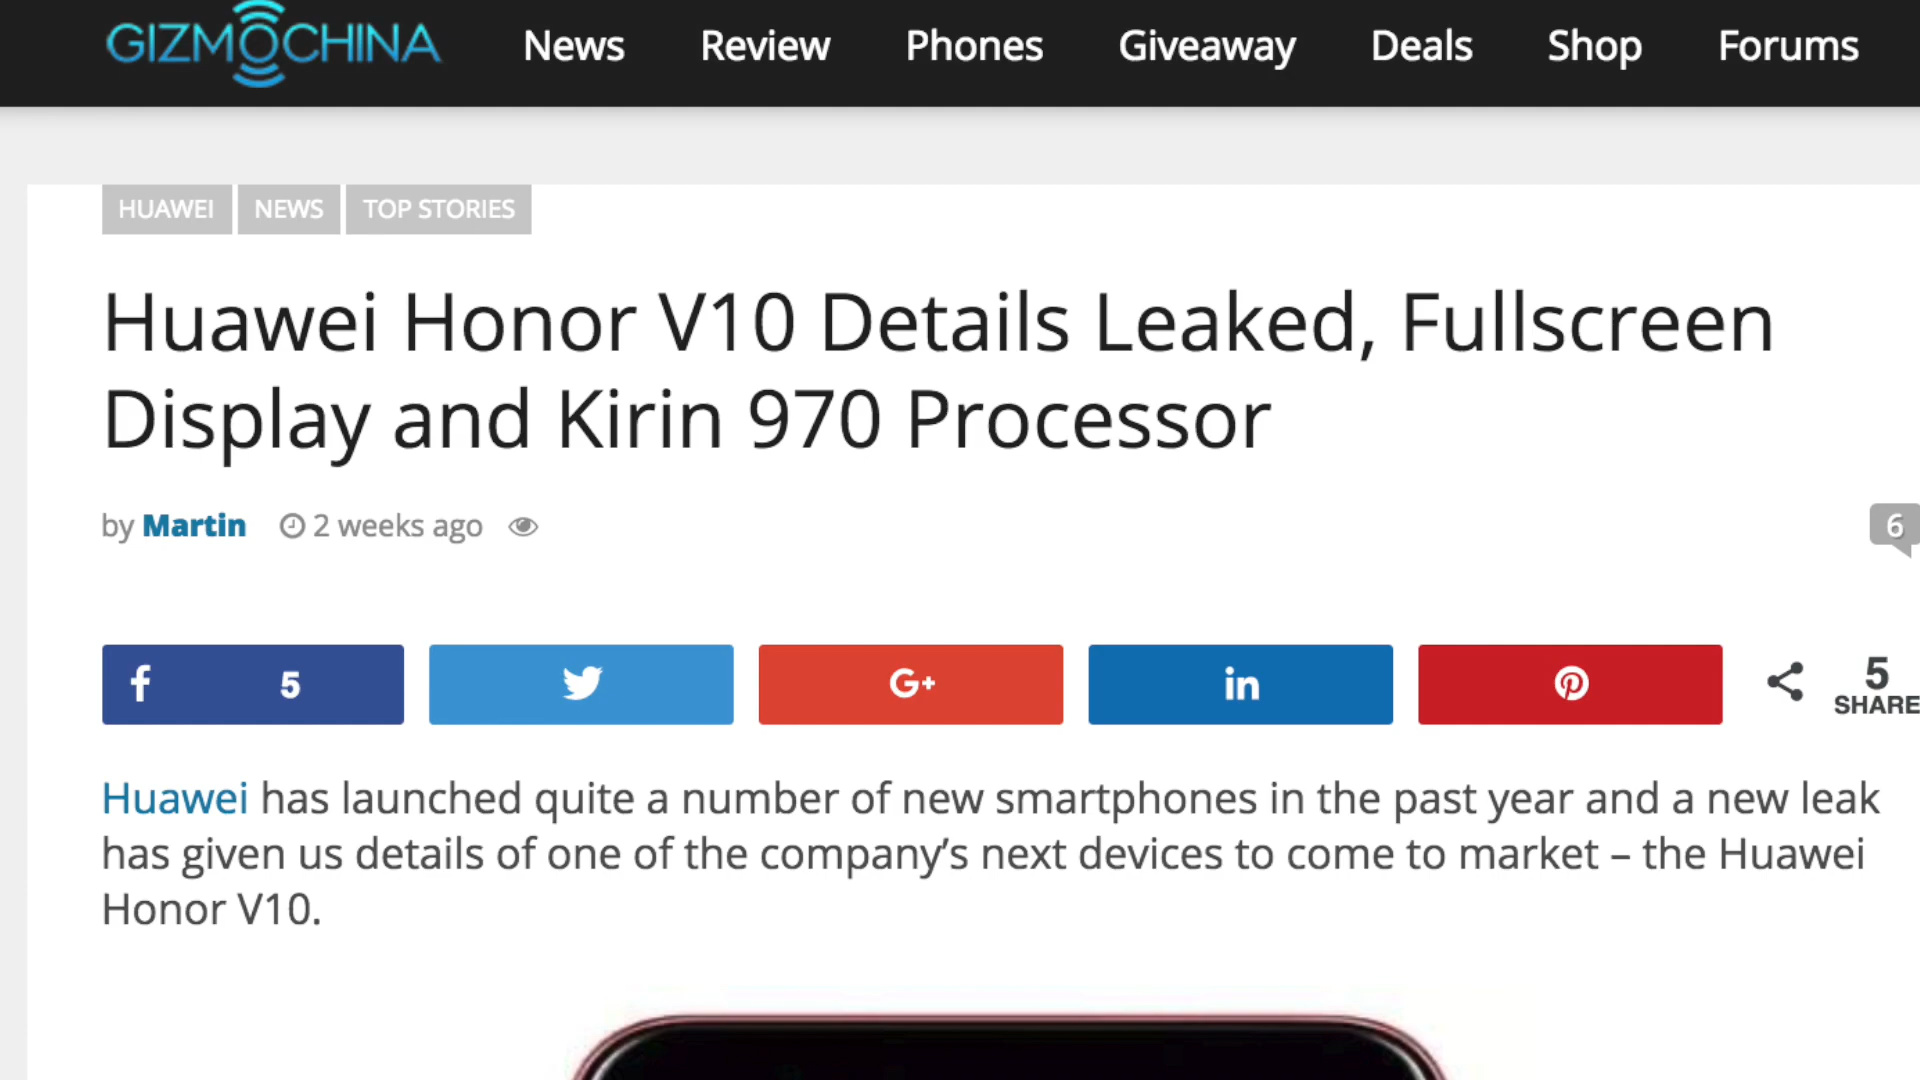 GIZMOCHINA News Review Phones Giveaway Deals Shop Forums
HUAWEI NEWS TOP STORIES
Huawei Honor V10 Details Leaked, Fullscreen
Display and Kirin 970 Processor
by Martin 2 weeks ago
6
f 5 G+ in 5
SHARE
Huawei has launched quite a number of new smartphones in the past year and a new leak
has given us details of one of the company’s next devices to come to market – the Huawei
Honor V10.